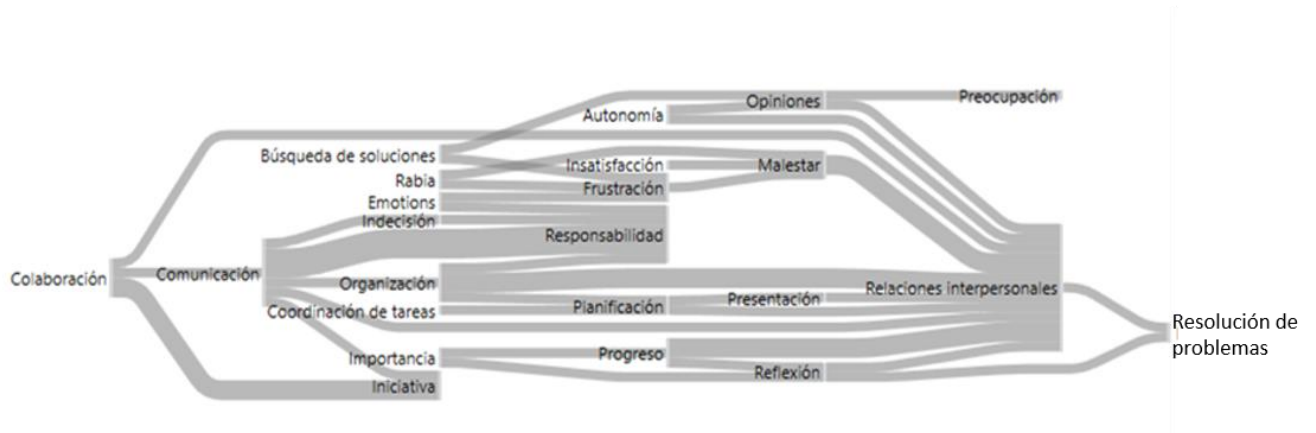 Preocupación
Opiniones
Autonomía
Búsqueda de soluciones
Insatisfacción
Malestar
Rabia
Frustración
Emotions
Indecisión
Responsabilidad
Colaboración
Comunicación
Organización
Relaciones interpersonales
Presentación
Planificación
Coordinación de tareas
Resolución de
problemas
Importancia
Progreso
Reflexión
Iniciativa